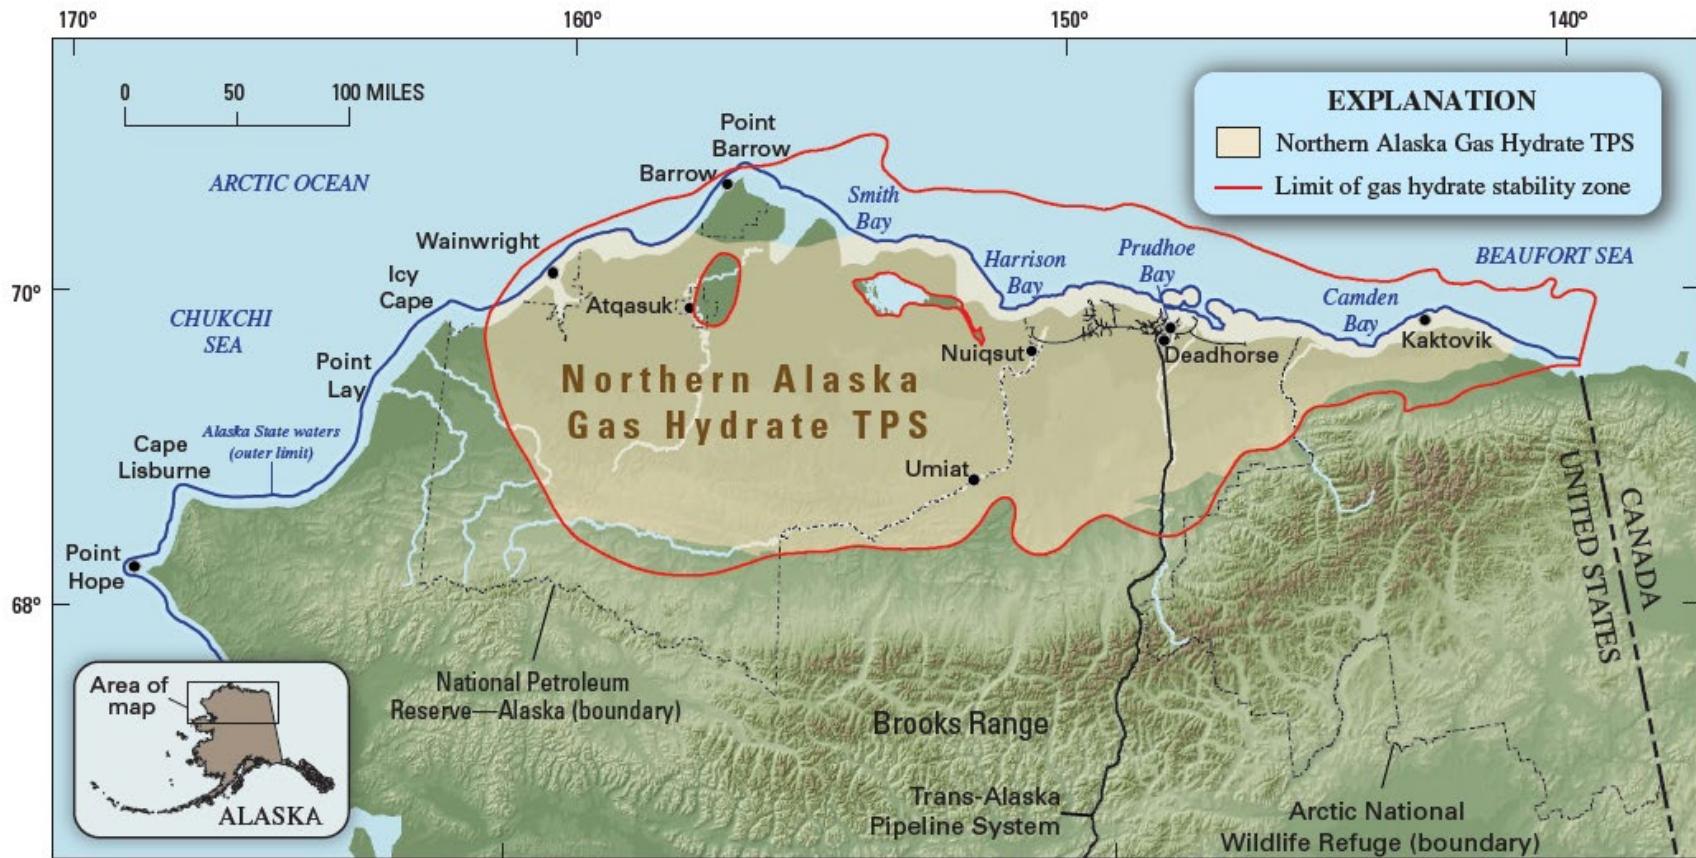 170°
160°
150°
140°
0
50
100 MILES
EXPLANATION
Northern Alaska Gas Hydrate TPS
Limit of gas hydrate stability zone
Point
Barrow
Barrow
ARCTIC OCEAN
Smith
Bay
Wainwright
Harrison
Bay
Prudhoe
Bay
BEAUFORT SEA
Icy
Cape
70°
Atqasuk
Camden
Bay
CHUKCHI
SEA
Kaktovik
Nuiqsut
Deadhorse
Point
Lay
Northern Alaska
Gas Hydrate TPS
Alaska State waters
(outer limit)
Cape
Lisburne
Umiat
UNITED STATES
CANADA
Point
Hope
68°
National Petroleum
Reserve—Alaska (boundary)
Area of
map
ALASKA
Brooks Range
Trans-Alaska
Pipeline System
Arctic National
Wildlife Refuge (boundary)